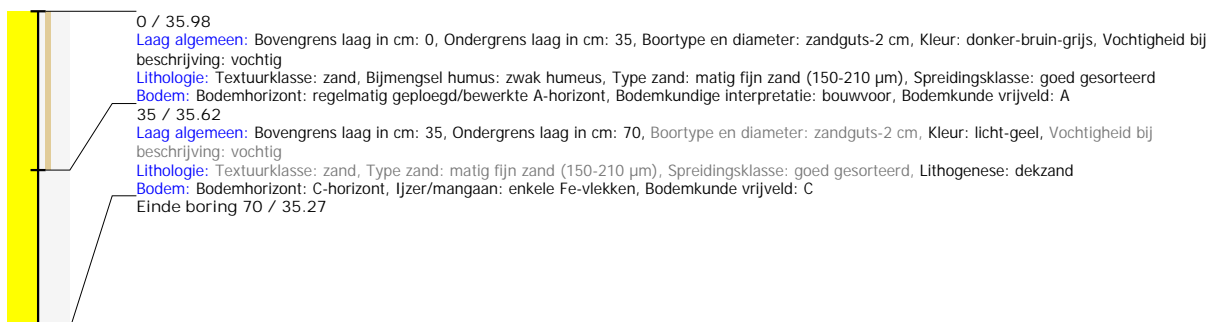 0 / 35.98
Laag algemeen: Bovengrens laag in cm: 0, Ondergrens laag in cm: 35, Boortype en diameter: zandguts-2 cm, Kleur: donker-bruin-grijs, Vochtigheid bij
beschrijving: vochtig
Lithologie: Textuurklasse: zand, Bijmengsel humus: zwak humeus, Type zand: matig fijn zand (150-210 µm), Spreidingsklasse: goed gesorteerd
Bodem: Bodemhorizont: regelmatig geploegd/bewerkte A-horizont, Bodemkundige interpretatie: bouwvoor, Bodemkunde vrijveld: A
35 / 35.62
Laag algemeen: Bovengrens laag in cm: 35, Ondergrens laag in cm: 70, Boortype en diameter: zandguts-2 cm, Kleur: licht-geel, Vochtigheid bij
beschrijving: vochtig
Lithologie: Textuurklasse: zand, Type zand: matig fijn zand (150-210 µm), Spreidingsklasse: goed gesorteerd, Lithogenese: dekzand
Bodem: Bodemhorizont: C-horizont, Ijzer/mangaan: enkele Fe-vlekken, Bodemkunde vrijveld: C
Einde boring 70 / 35.27